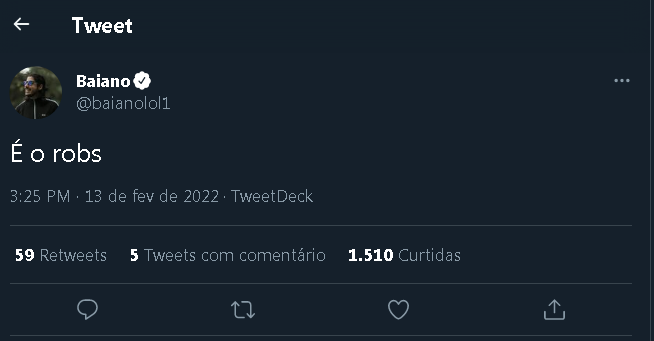 Tweet
Baiano
@baianolol1
É o robs
3:25 PM · 13 de fev de 2022 · TweetDeck
59 Retweets 5 Tweets com comentário 1.510 Curtidas